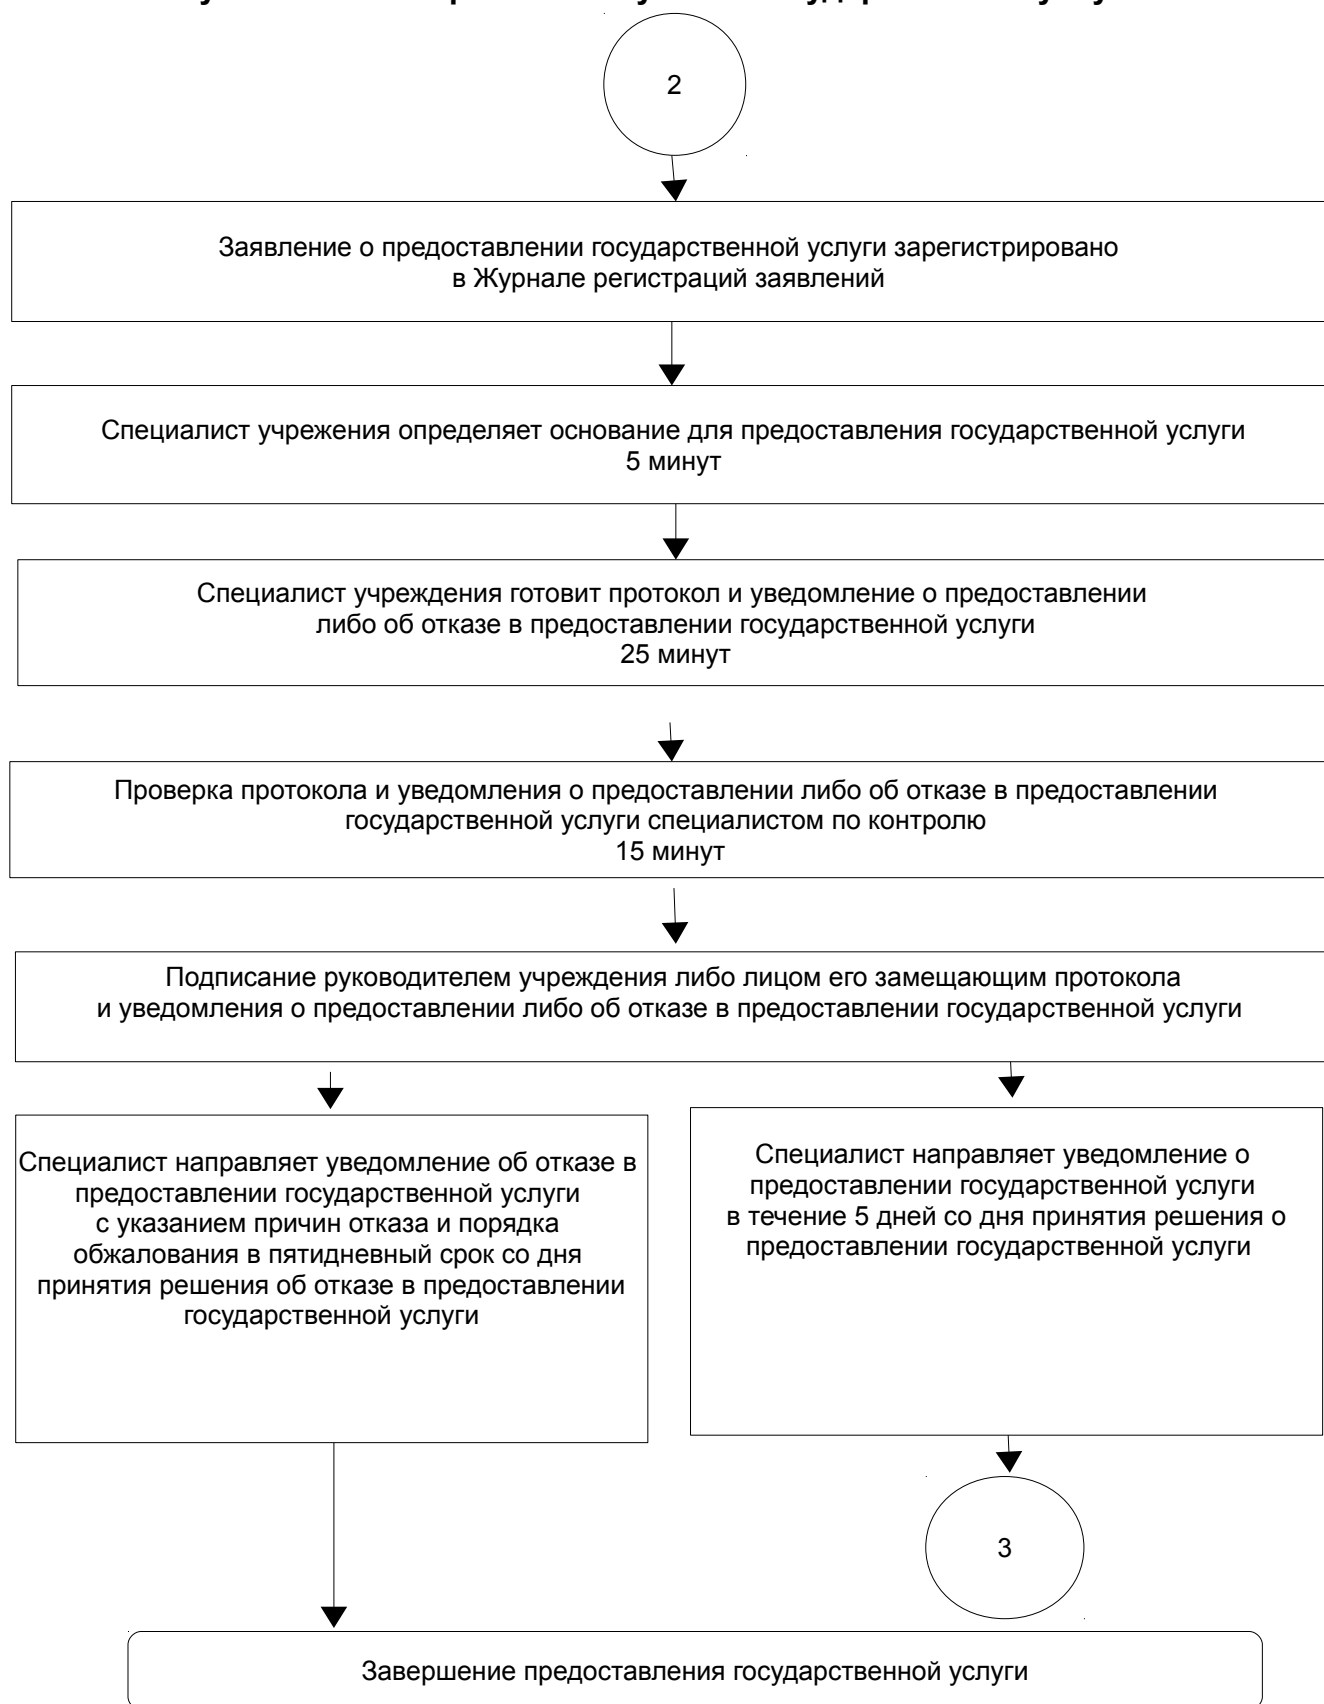 2
Заявление о предоставлении государственной услуги зарегистрировано
в Журнале регистраций заявлений
Специалист учрежения определяет основание для предоставления государственной услуги
5 минут
Специалист учреждения готовит протокол и уведомление о предоставлении
либо об отказе в предоставлении государственной услуги
25 минут
Проверка протокола и уведомления о предоставлении либо об отказе в предоставлении
государственной услуги специалистом по контролю
15 минут
Подписание руководителем учреждения либо лицом его замещающим протокола
и уведомления о предоставлении либо об отказе в предоставлении государственной услуги
Специалист направляет уведомление об отказе в
предоставлении государственной услуги
с указанием причин отказа и порядка
обжалования в пятидневный срок со дня
принятия решения об отказе в предоставлении
государственной услуги
Специалист направляет уведомление о
предоставлении государственной услуги
в течение 5 дней со дня принятия решения о
предоставлении государственной услуги
3
Завершение предоставления государственной услуги